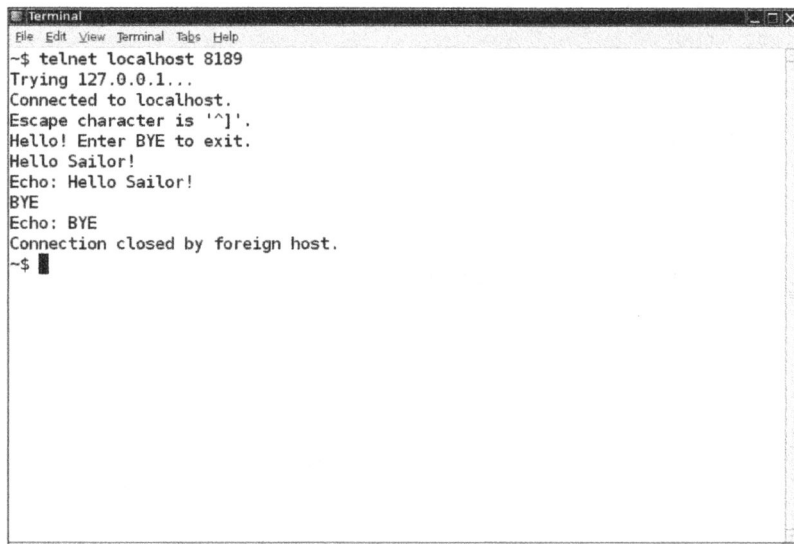 Terminal
File Edit View Terminal Tabs Help
~$ telnet localhost 8189
Trying 127.0.0.1...
Connected to localhost.
Escape character is '^]'.
Hello! Enter BYE to exit.
Hello Sailor!
Echo: Hello Sailor!
BYE
Echo: BYE
Connection closed by foreign host.
~$